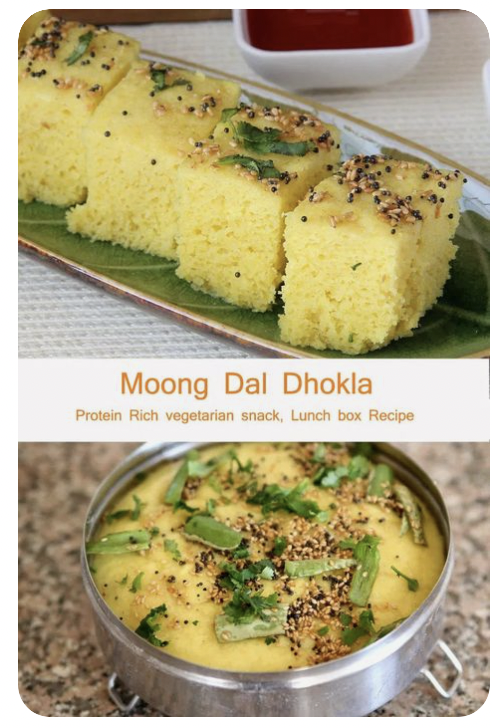 Moong Dal Dhokla
Protein Rich vegetarian snack, Lunch box Recipe